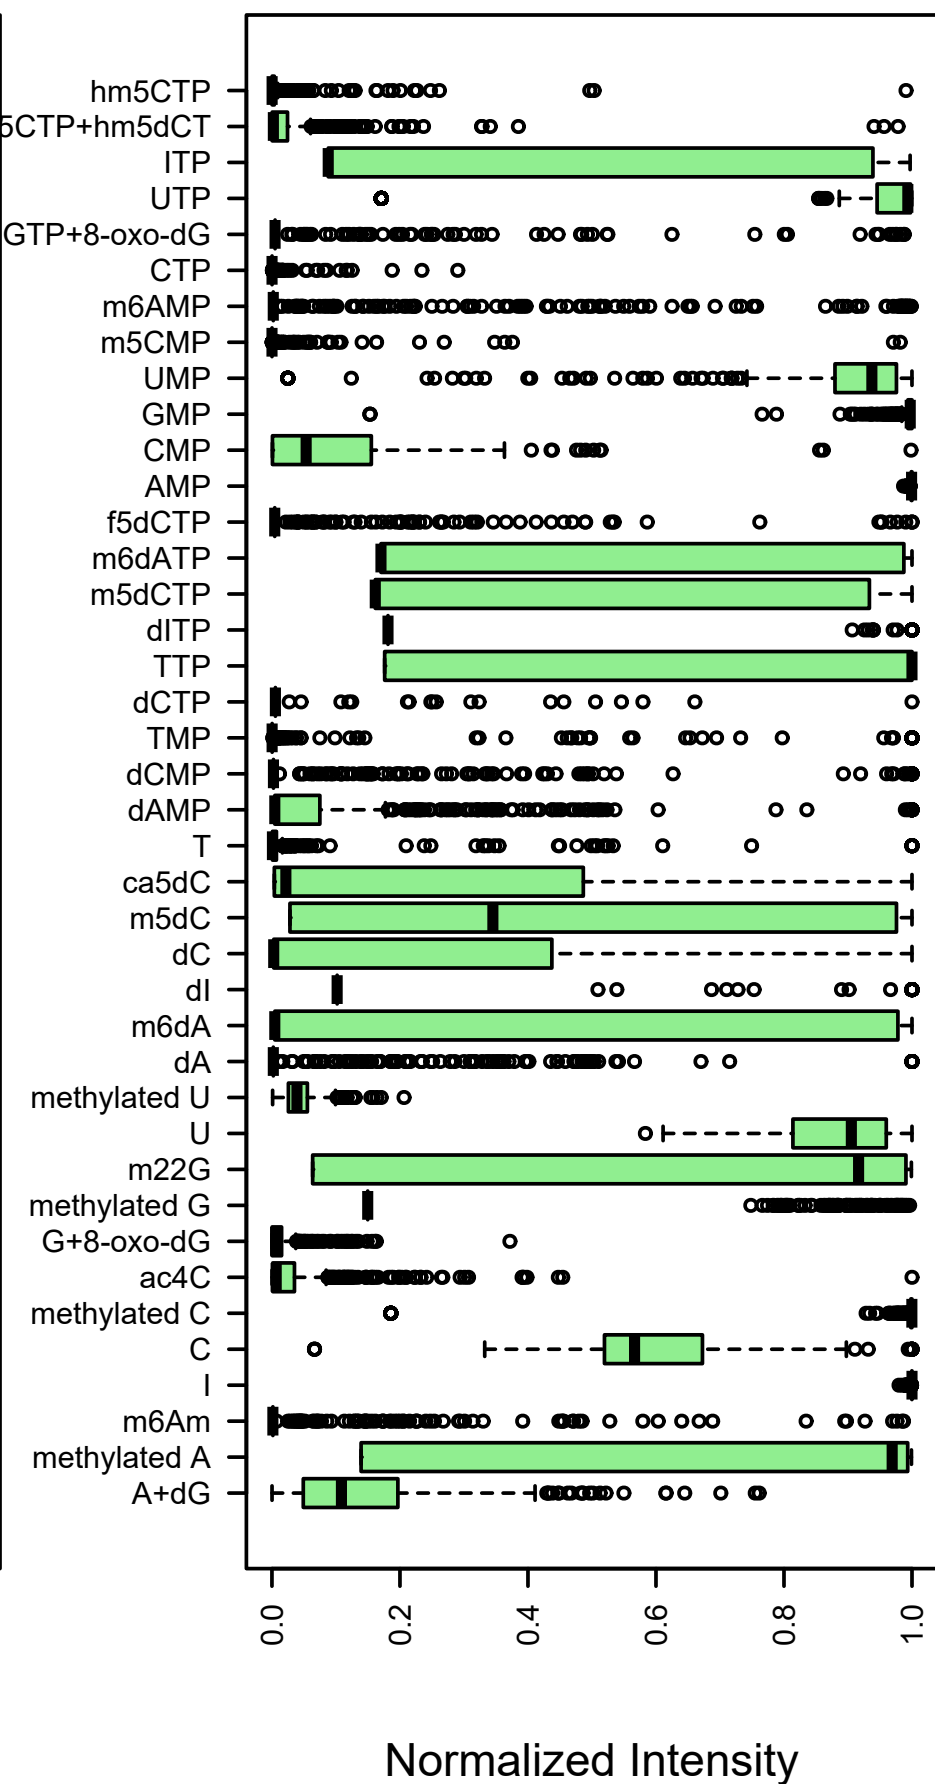 hm5CTP
5CTP+hm5dCT
ITP
UTP
GTP+8-oxo-dG
CTP
m6AMP
m5CMP
UMP
GMP
CMP
AMP
f5dCTP
m6dATP
m5dCTP
dITP
TTP
dCTP
TMP
dCMP
dAMP
T
ca5dC
m5dC
dC
dI
m6dA
dA
methylated U
U
m22G
methylated G
G+8-oxo-dG
ac4C
methylated C
C
I
m6Am
methylated A
A+dG
0.0 0.2 0.4 0.6 0.8 1.0
Normalized Intensity